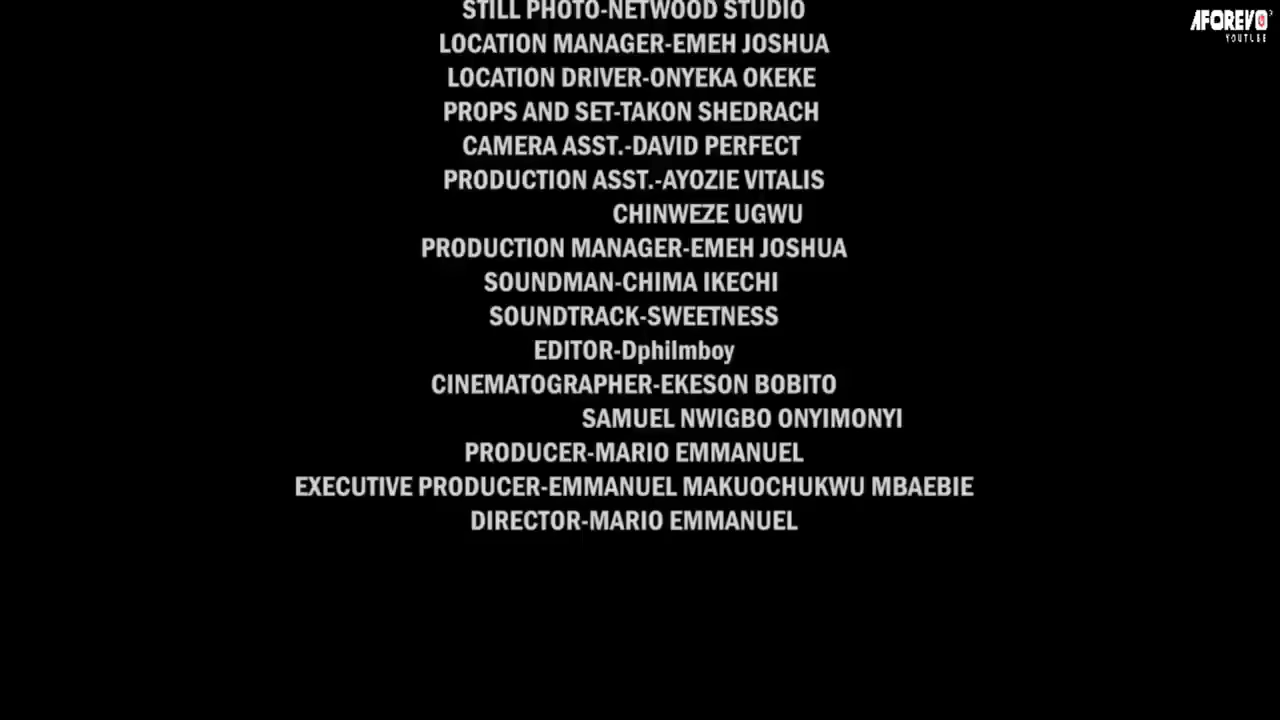 STILL PHOTO-NETWOOD STUDIO
LOCATION MANAGER-EMEH JOSHUA
LOCATION DRIVER-ONYEKA OKEKE
PROPS AND SET-TAKON SHEDRACH
CAMERA ASST.-DAVID PERFECT
PRODUCTION ASST.-AYOZIE VITALIS
CHINWEZE UGWU
PRODUCTION MANAGER-EMEH JOSHUA
SOUNDMAN-CHIMA IKECHI
SOUNDTRACK-SWEETNESS
EDITOR-Dphilmboy
CINEMATOGRAPHER-EKESON BOBITO
SAMUEL NWIGBO ONYIMONYI
PRODUCER-MARIO EMMANUEL
EXECUTIVE PRODUCER-EMMANUEL MAKUOCHUKWU MBAEBIE
DIRECTOR-MARIO EMMANUEL
AFOREVO
YOUTUBE